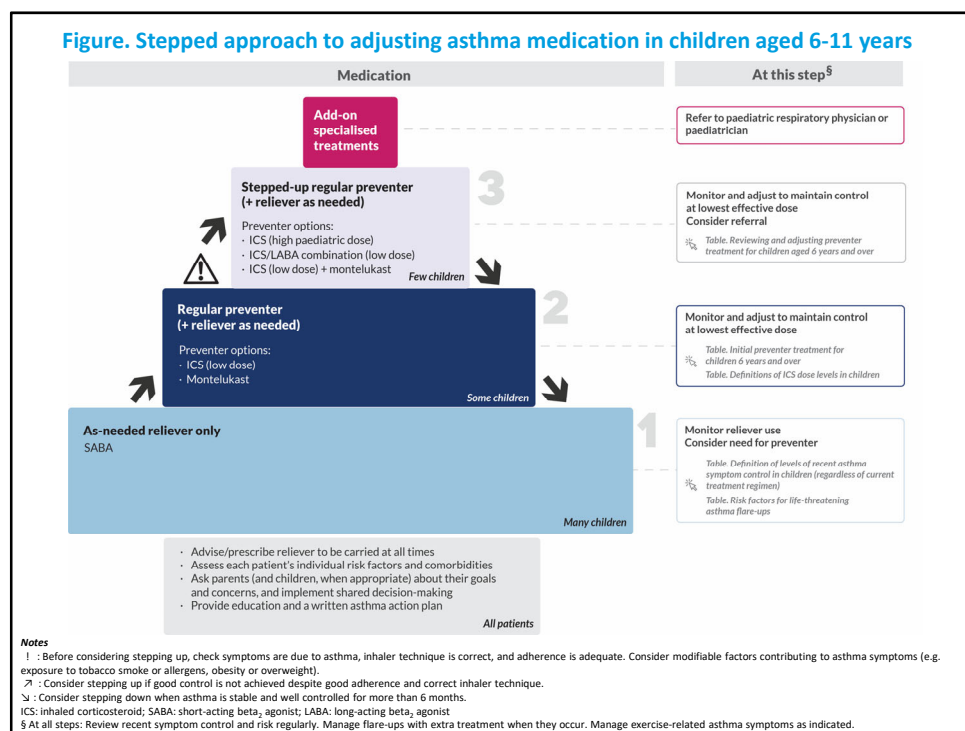 Figure. Stepped approach to adjusting asthma medication in children aged 6-11 years
Medication
At this step§
Add-on
specialised
treatments
Refer to paediatric respiratory physician or
paediatrician
3
Stepped-up regular preventer
(+ reliever as needed)
Preventer options:
· ICS (high paediatric dose)
· ICS/LABA combination (low dose)
· ICS (low dose) + montelukast
Few children
Monitor and adjust to maintain control
at lowest effective dose
Consider referral
Table. Reviewing and adjusting preventer
treatment for children aged 6 years and over
2
Regular preventer
(+ reliever as needed)
Preventer options:
· ICS (low dose)
· Montelukast
Some children
Monitor and adjust to maintain control
at lowest effective dose
Table. Initial preventer treatment for
children 6 years and over
Table. Definitions of ICS dose levels in children
1
As-needed reliever only
SABA
Many children
Monitor reliever use
Consider need for preventer
Table. Definition of levels of recent asthma
symptom control in children (regardless of current
treatment regimen)
Table. Risk factors for life-threatening
asthma flare-ups
· Advise/prescribe reliever to be carried at all times
· Assess each patient's individual risk factors and comorbidities
· Ask parents (and children, when appropriate) about their goals
and concerns, and implement shared decision-making
· Provide education and a written asthma action plan
All patients
Notes
! : Before considering stepping up, check symptoms are due to asthma, inhaler technique is correct, and adherence is adequate. Consider modifiable factors contributing to asthma symptoms (e.g.
exposure to tobacco smoke or allergens, obesity or overweight).
↗ : Consider stepping up if good control is not achieved despite good adherence and correct inhaler technique.
↘ : Consider stepping down when asthma is stable and well controlled for more than 6 months.
ICS: inhaled corticosteroid; SABA: short-acting beta₂ agonist; LABA: long-acting beta₂ agonist
§ At all steps: Review recent symptom control and risk regularly. Manage flare-ups with extra treatment when they occur. Manage exercise-related asthma symptoms as indicated.